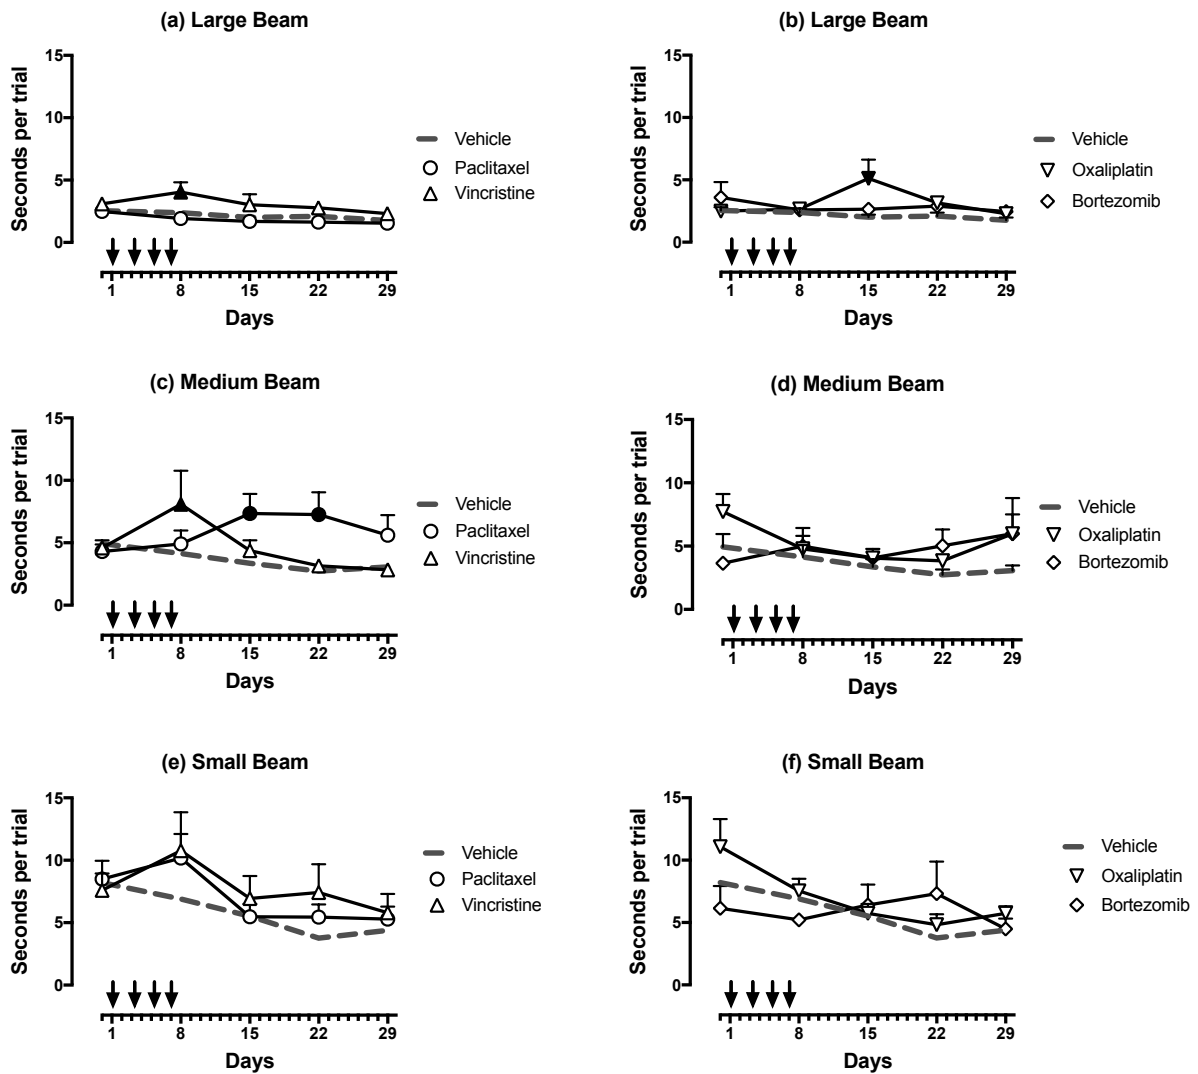 (a) Large Beam
Seconds per trial
15
10
5
0
1 8 15 22 29
Days
Vehicle
Paclitaxel
Vincristine
(b) Large Beam
Seconds per trial
15
10
5
0
1 8 15 22 29
Days
Vehicle
Oxaliplatin
Bortezomib
(c) Medium Beam
Seconds per trial
15
10
5
0
1 8 15 22 29
Days
Vehicle
Paclitaxel
Vincristine
(d) Medium Beam
Seconds per trial
15
10
5
0
1 8 15 22 29
Days
Vehicle
Oxaliplatin
Bortezomib
(e) Small Beam
Seconds per trial
15
10
5
0
1 8 15 22 29
Days
Vehicle
Paclitaxel
Vincristine
(f) Small Beam
Seconds per trial
15
10
5
0
1 8 15 22 29
Days
Vehicle
Oxaliplatin
Bortezomib